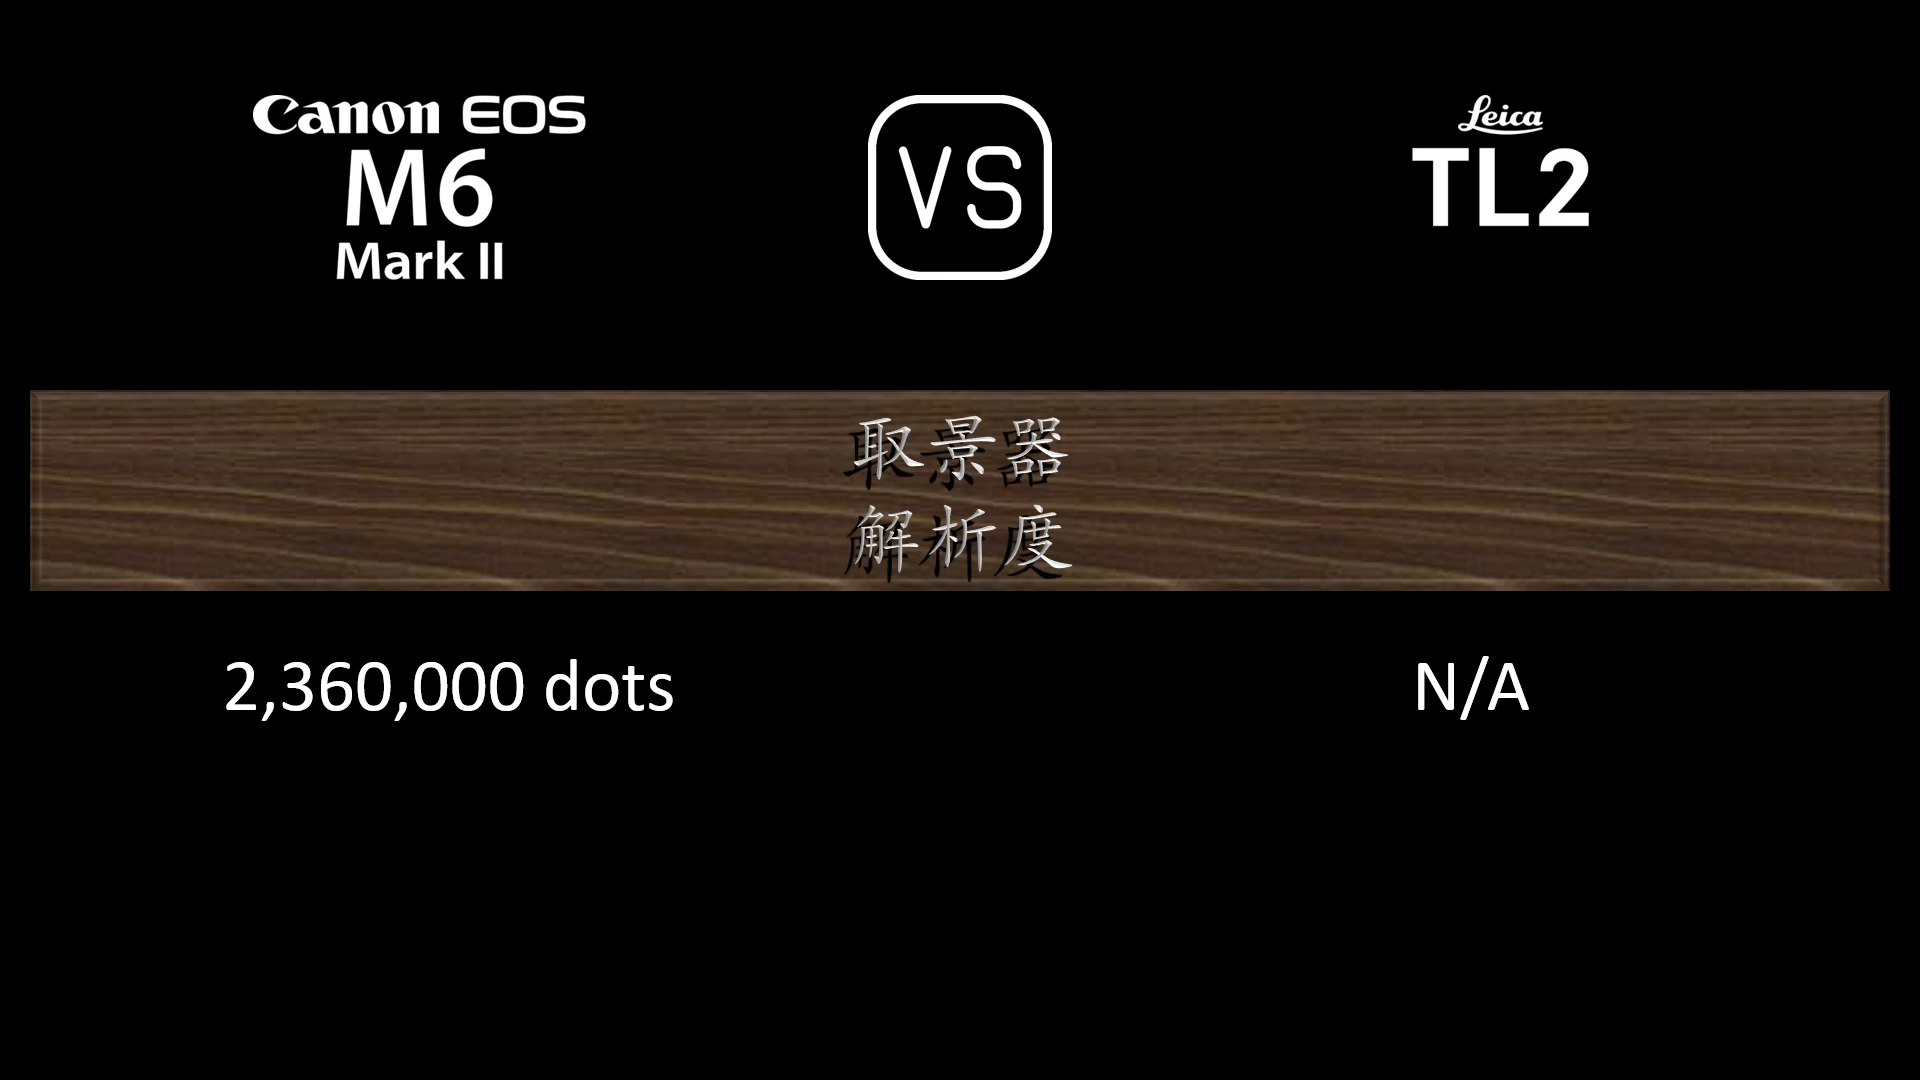 Canon EOS
M6
Mark II
VS
Leica
TL2
取景器
解析度
2,360,000 dots
N/A